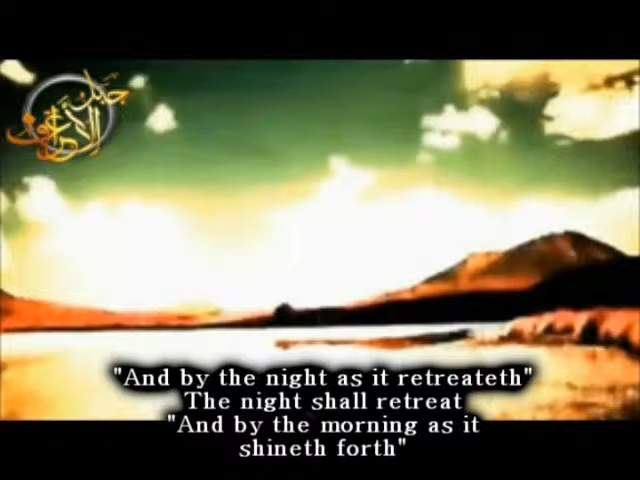 "And by the night as it retreateth"
The night shall retreat
"And by the morning as it
shineth forth"